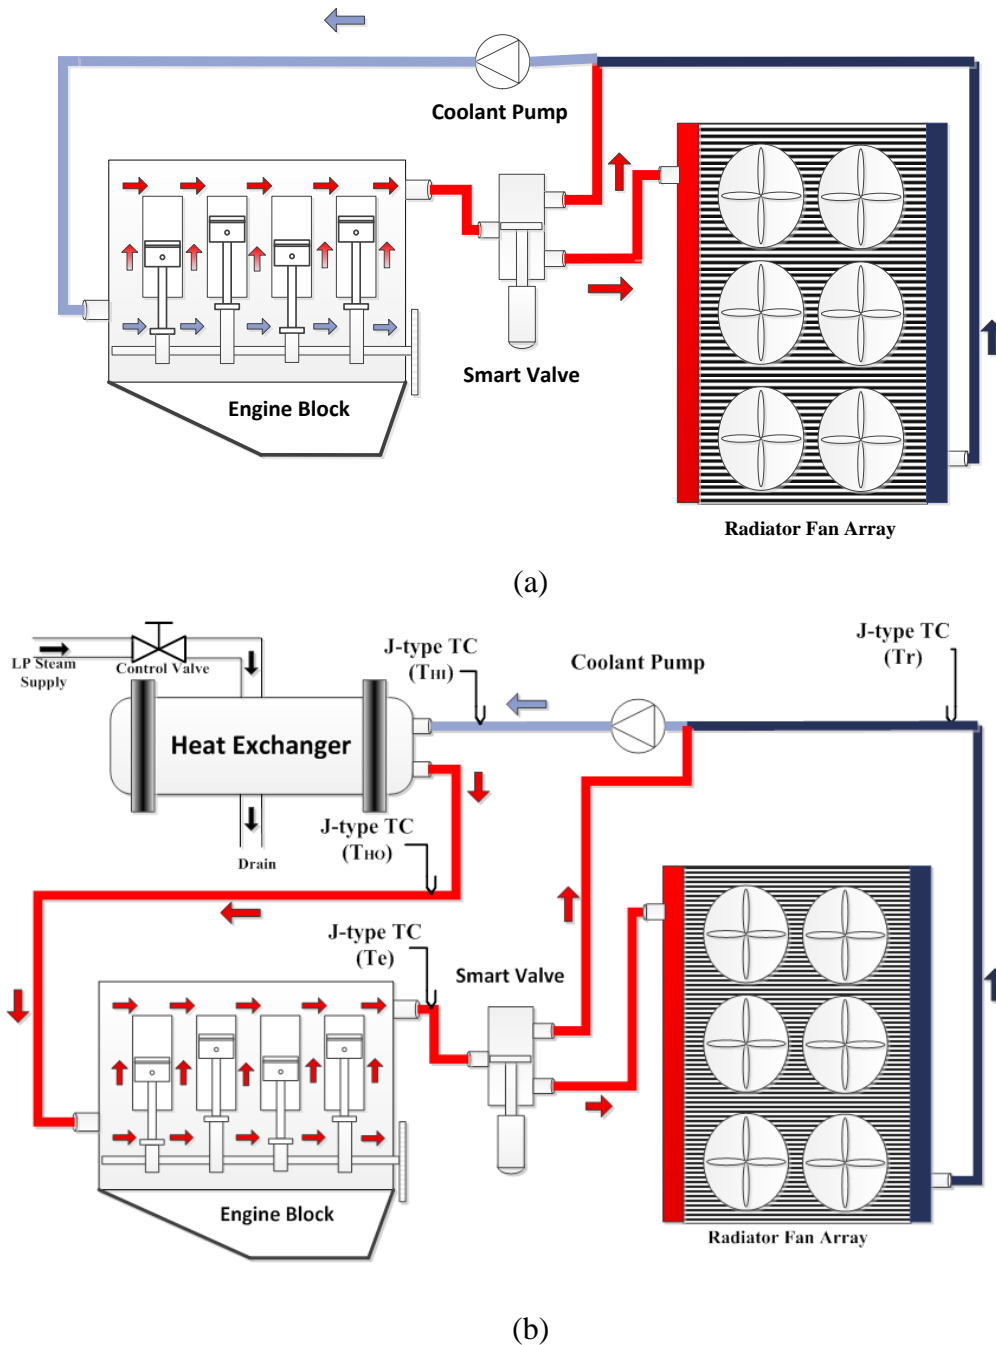 Coolant Pump
Smart Valve
Engine Block
Radiator Fan Array
(a)
LP Steam
Supply
Control Valve
J-type TC
(THI)
Coolant Pump
J-type TC
(Tr)
Heat Exchanger
Drain
J-type TC
(THO)
J-type TC
(Te)
Smart Valve
Engine Block
Radiator Fan Array
(b)